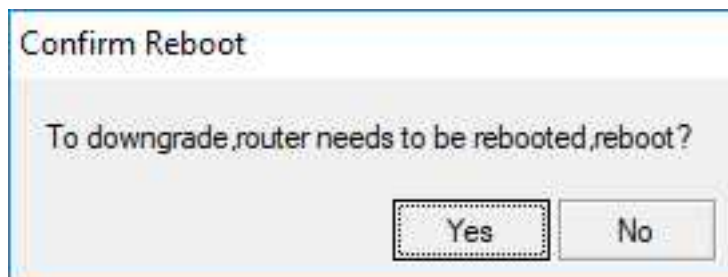 Confirm Reboot
To downgrade,router needs to be rebooted,reboot?
Yes No